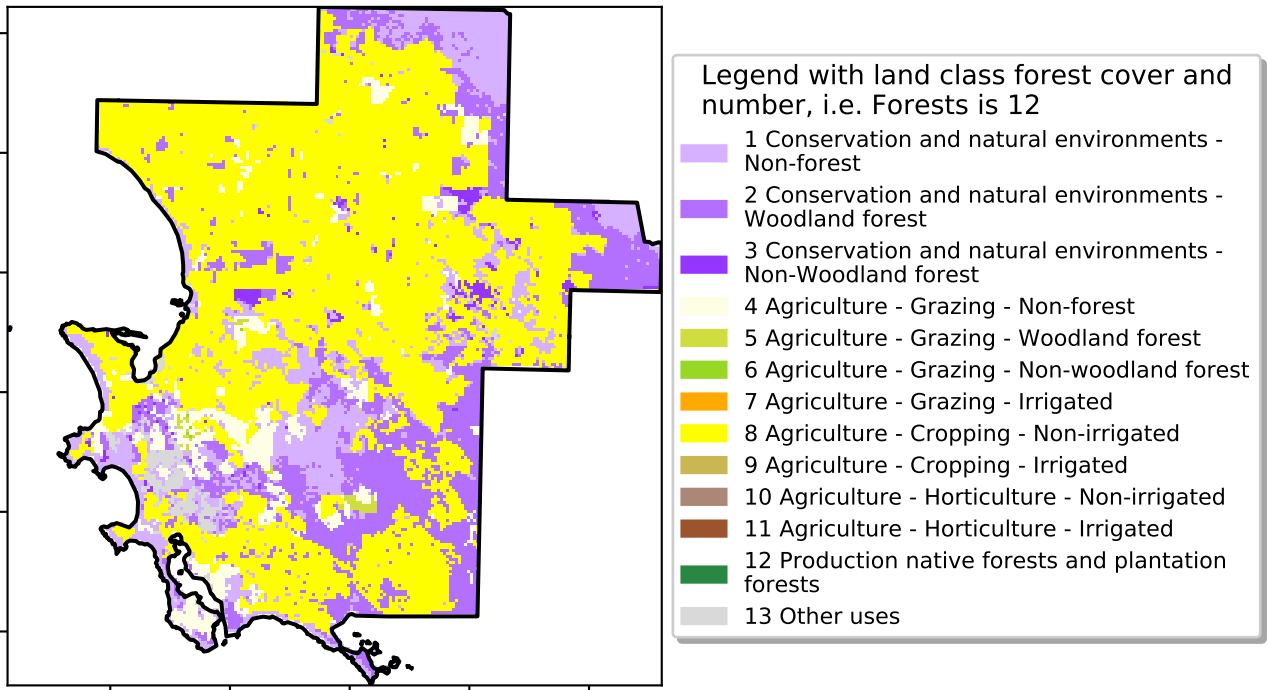 Legend with land class forest cover and
number, i.e. Forests is 12
1 Conservation and natural environments -
Non-forest
2 Conservation and natural environments -
Woodland forest
3 Conservation and natural environments -
Non-Woodland forest
4 Agriculture - Grazing - Non-forest
5 Agriculture - Grazing - Woodland forest
6 Agriculture - Grazing - Non-woodland forest
7 Agriculture - Grazing - Irrigated
8 Agriculture - Cropping - Non-irrigated
9 Agriculture - Cropping - Irrigated
10 Agriculture - Horticulture - Non-irrigated
11 Agriculture - Horticulture - Irrigated
12 Production native forests and plantation
forests
13 Other uses